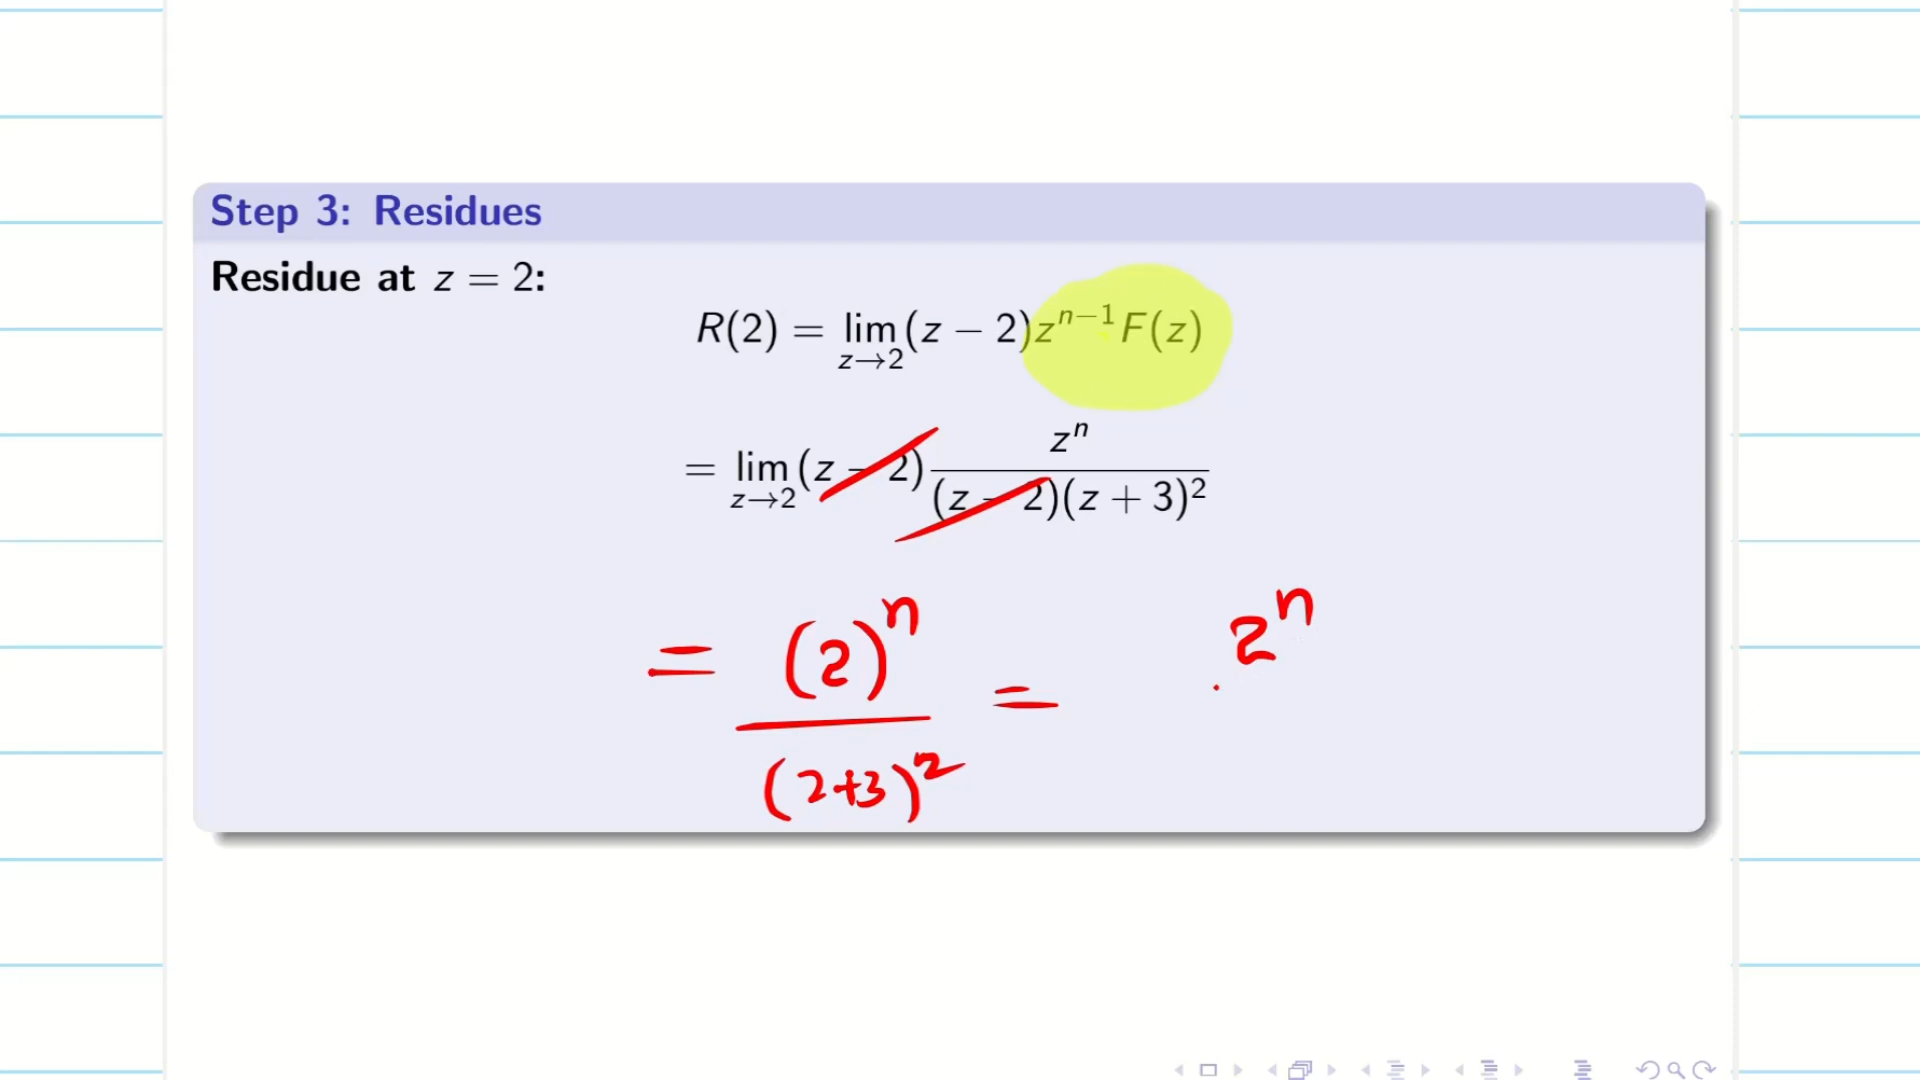 Step 3: Residues
Residue at z = 2:
R(2) = lim_{z→2} (z − 2)z^{n−1}F(z)
= lim_{z→2} (z − 2) z^n / ((z − 2)(z + 3)^2)
= (2)^n / (2+3)^2 = 2^n